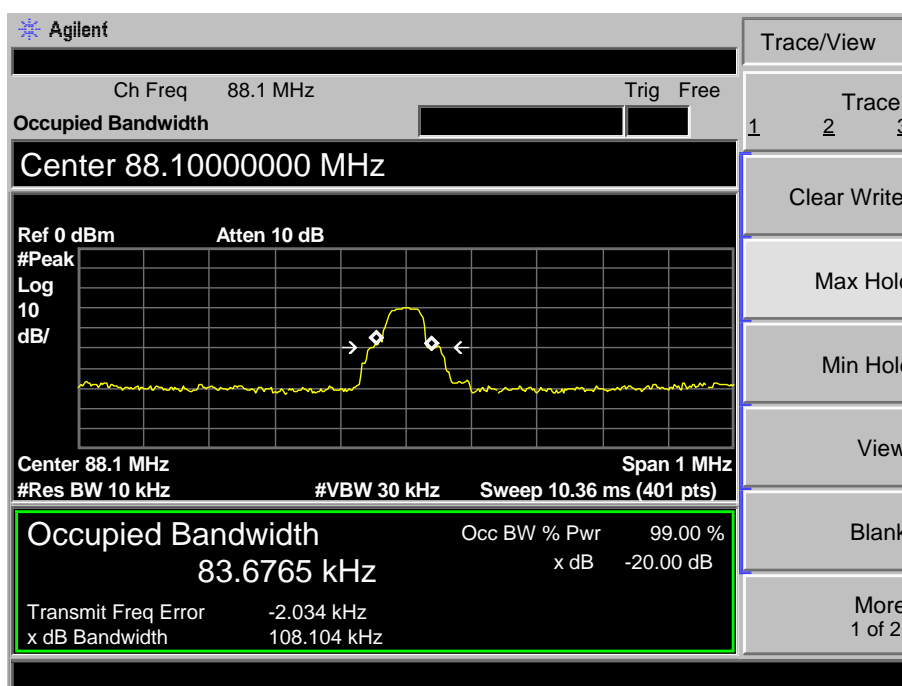 Agilent
Trace/View
Ch Freq 88.1 MHz Trig Free
Occupied Bandwidth
Trace
1 2
Center 88.10000000 MHz
Clear Write
Ref 0 dBm Atten 10 dB
#Peak
Log
10
dB/
Max Hol
Min Hol
View
Center 88.1 MHz Span 1 MHz
#Res BW 10 kHz #VBW 30 kHz Sweep 10.36 ms (401 pts)
Occupied Bandwidth
83.6765 kHz
Occ BW % Pwr 99.00 %
x dB -20.00 dB
Transmit Freq Error -2.034 kHz
x dB Bandwidth 108.104 kHz
Blank
More
1 of 2